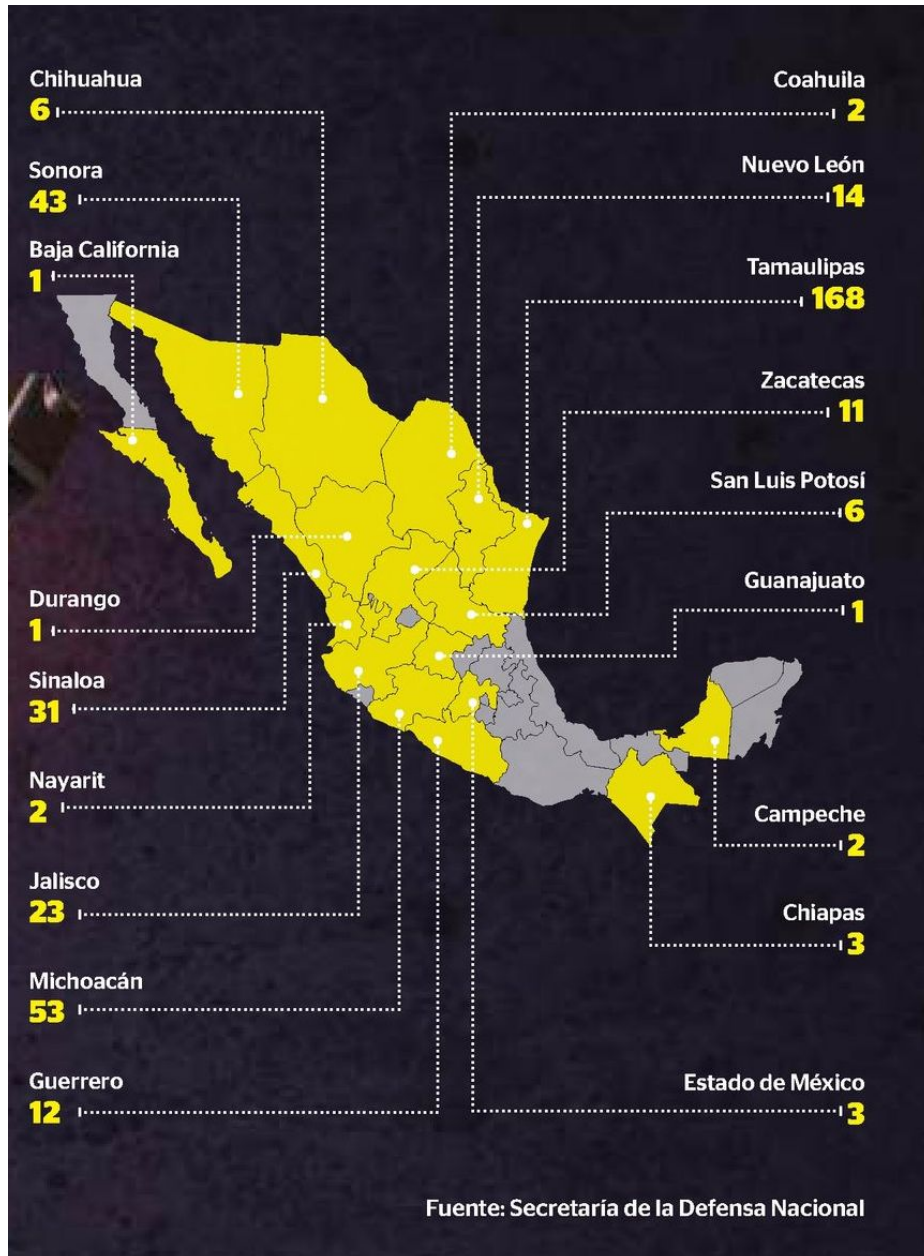 Chihuahua
6
Sonora
43
Baja California
1
Durango
1
Sinaloa
31
Nayarit
2
Jalisco
23
Michoacán
53
Guerrero
12
Coahuila
2
Nuevo León
14
Tamaulipas
168
Zacatecas
11
San Luis Potosí
6
Guanajuato
1
Campeche
2
Chiapas
3
Estado de México
3
Fuente: Secretaría de la Defensa Nacional